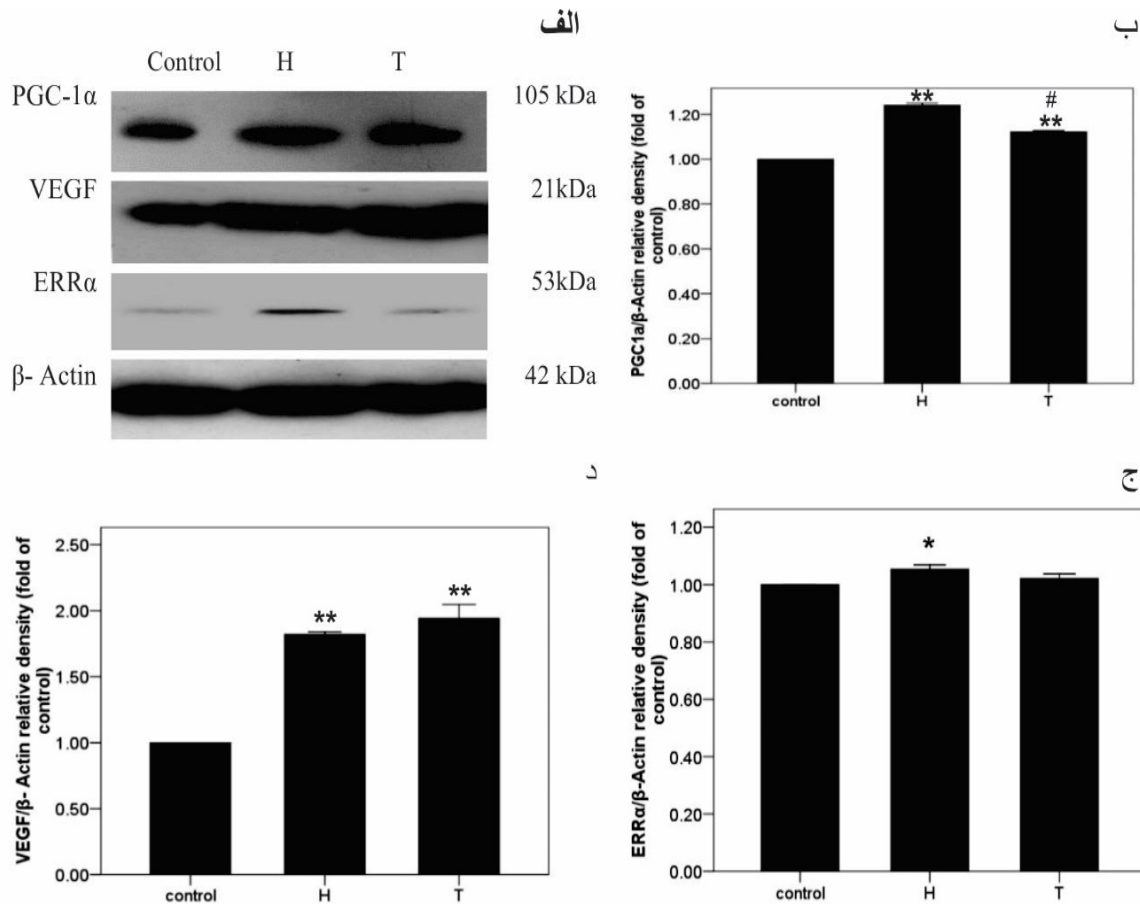 الف
Control H T
PGC-1α 105 kDa
VEGF 21kDa
ERRα 53kDa
β- Actin 42 kDa
ب
PGC1a/β-Actin relative density (fold of
control)
1.20
1.00
0.80
0.60
0.40
0.20
0.00
**
#
**
control H T
د
VEGF/β- Actin relative density (fold of
control)
2.50
2.00
1.50
1.00
0.50
0.00
**
**
control H T
ج
ERRα/β-Actin relative density (fold of
control)
1.20
1.00
0.80
0.60
0.40
0.20
0.00
*
control H T